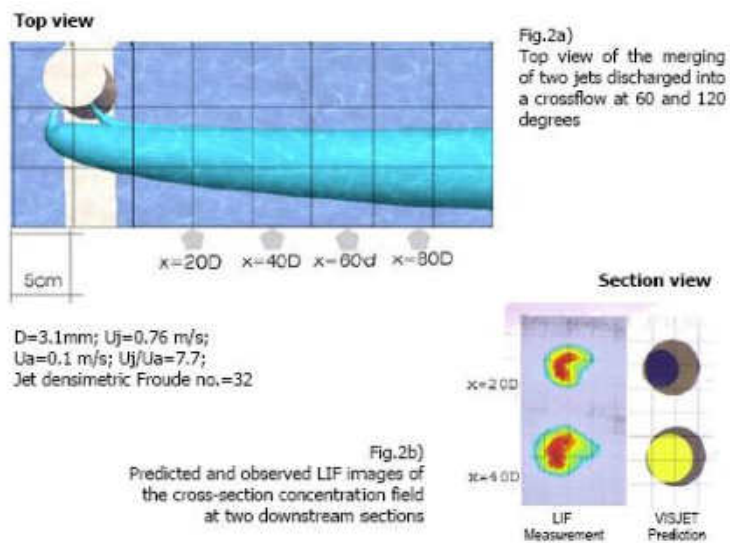 Top view
Fig.2a)
Top view of the merging
of two jets discharged into
a crossflow at 60 and 120
degrees
x=20D x=40D x=60d x=80D
5cm
Section view
D=3.1mm; Uj=0.76 m/s;
Ua=0.1 m/s; Uj/Ua=7.7;
Jet densimetric Froude no.=32
x=20D
Fig.2b)
Predicted and observed LIF images of
the cross-section concentration field
at two downstream sections
x=40D
LIF
Measurement
VISJET
Prediction